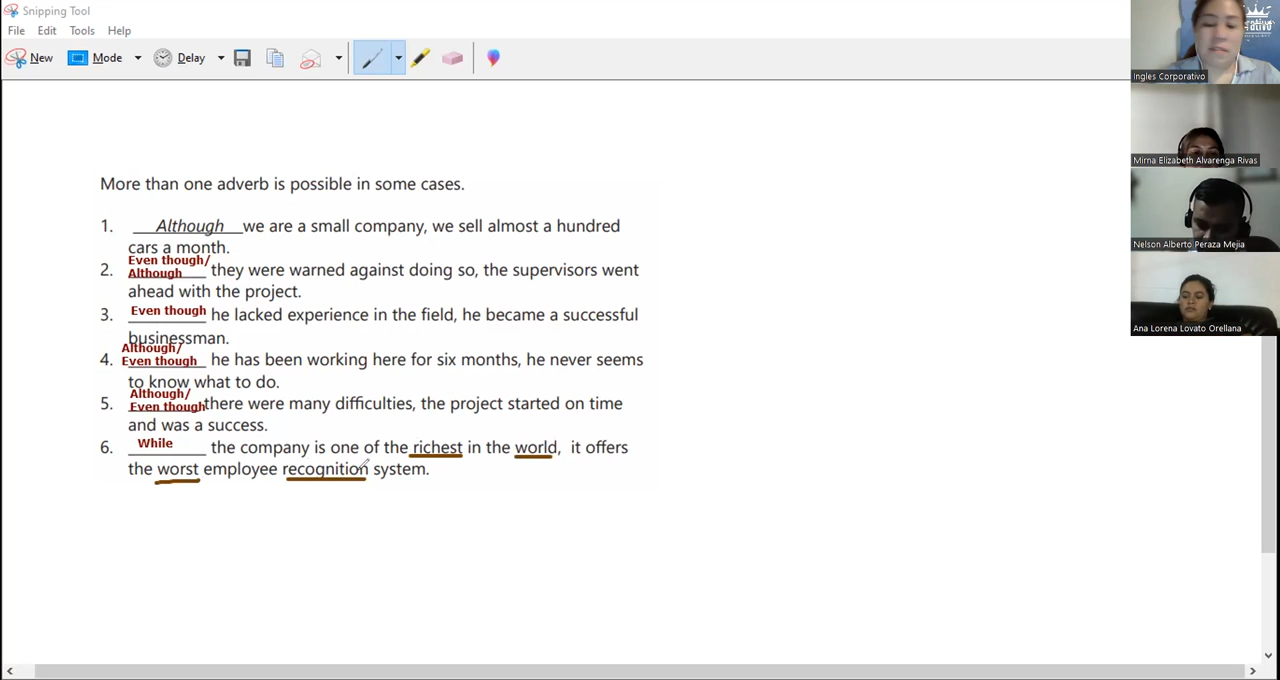 Snipping Tool
File Edit Tools Help
New Mode Delay
Ingles Corporativo
Mirna Elizabeth Alvarenga Rivas
Nelson Alberto Peraza Mejia
Ana Lorena Lovato Orellana
More than one adverb is possible in some cases.
1. Although we are a small company, we sell almost a hundred
cars a month.
2. Even though/ Although they were warned against doing so, the supervisors went
ahead with the project.
3. Even though he lacked experience in the field, he became a successful
businessman.
4. Although/ Even though he has been working here for six months, he never seems
to know what to do.
5. Although/ Even though there were many difficulties, the project started on time
and was a success.
6. While the company is one of the richest in the world, it offers
the worst employee recognition system.